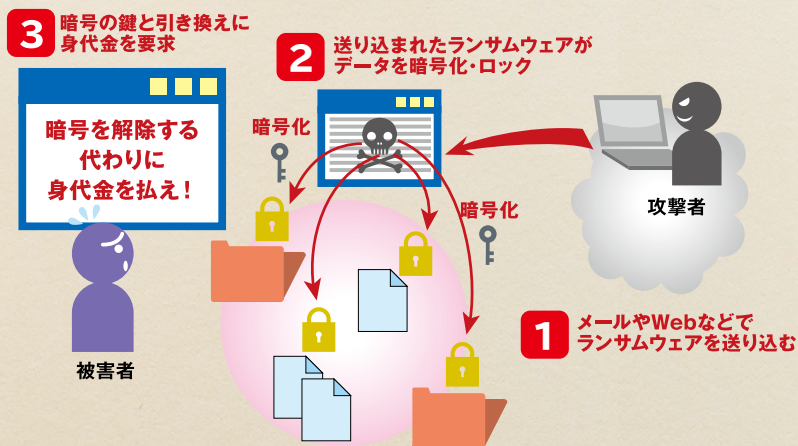 3 暗号の鍵と引き換えに
身代金を要求
暗号を解除する
代わりに
身代金を払え！
被害者
2 送り込まれたランサムウェアが
データを暗号化・ロック
暗号化
暗号化
攻撃者
1 メールやWebなどで
ランサムウェアを送り込む